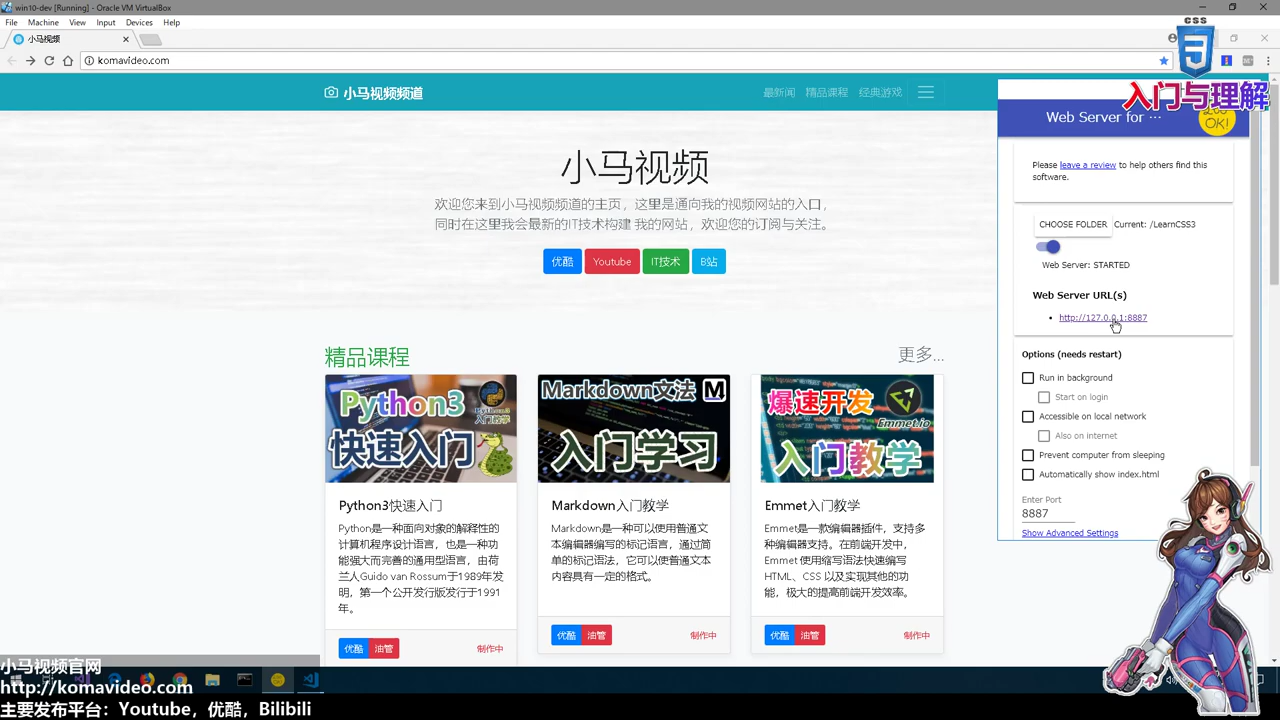 win10-dev [Running] - Oracle VM VirtualBox
File Machine View Input Devices Help
小马视频
komavideo.com
CSS
3
入门与理解
小马视频频道
最新闻 精品课程 经典游戏
Web Server for ...
OK!
小马视频
欢迎您来到小马视频频道的主页，这里是通向我的视频网站的入口，
同时在这里我会最新的IT技术构建 我的网站，欢迎您的订阅与关注。
优酷 Youtube IT技术 B站
Please leave a review to help others find this
software.
CHOOSE FOLDER Current: /LearnCSS3
Web Server: STARTED
Web Server URL(s)
http://127.0.0.1:8887
Options (needs restart)
Run in background
Start on login
Accessible on local network
Also on internet
Prevent computer from sleeping
Automatically show index.html
Enter Port
8887
Show Advanced Settings
精品课程 更多...
Python3
入门教学
快速入门
Markdown文法 M
入门学习
爆速开发
Emmet.io
入门教学
Python3快速入门
Python是一种面向对象的解释性的
计算机程序设计语言，也是一种功
能强大而完善的通用型语言，由荷
兰人Guido van Rossum于1989年发
明，第一个公开发行版发行于1991
年。
优酷 油管 制作中
Markdown入门教学
Markdown是一种可以使用普通文
本编辑器编写的标记语言，通过简
单的标记语法，它可以使普通文本
内容具有一定的格式。
优酷 油管 制作中
Emmet入门教学
Emmet是一款编辑器插件，支持多
种编辑器支持。在前端开发中，
Emmet 使用缩写语法快速编写
HTML、CSS 以及实现其他的功
能，极大的提高前端开发效率。
优酷 油管 制作中
小马视频官网
http://komavideo.com
主要发布平台：Youtube，优酷，Bilibili